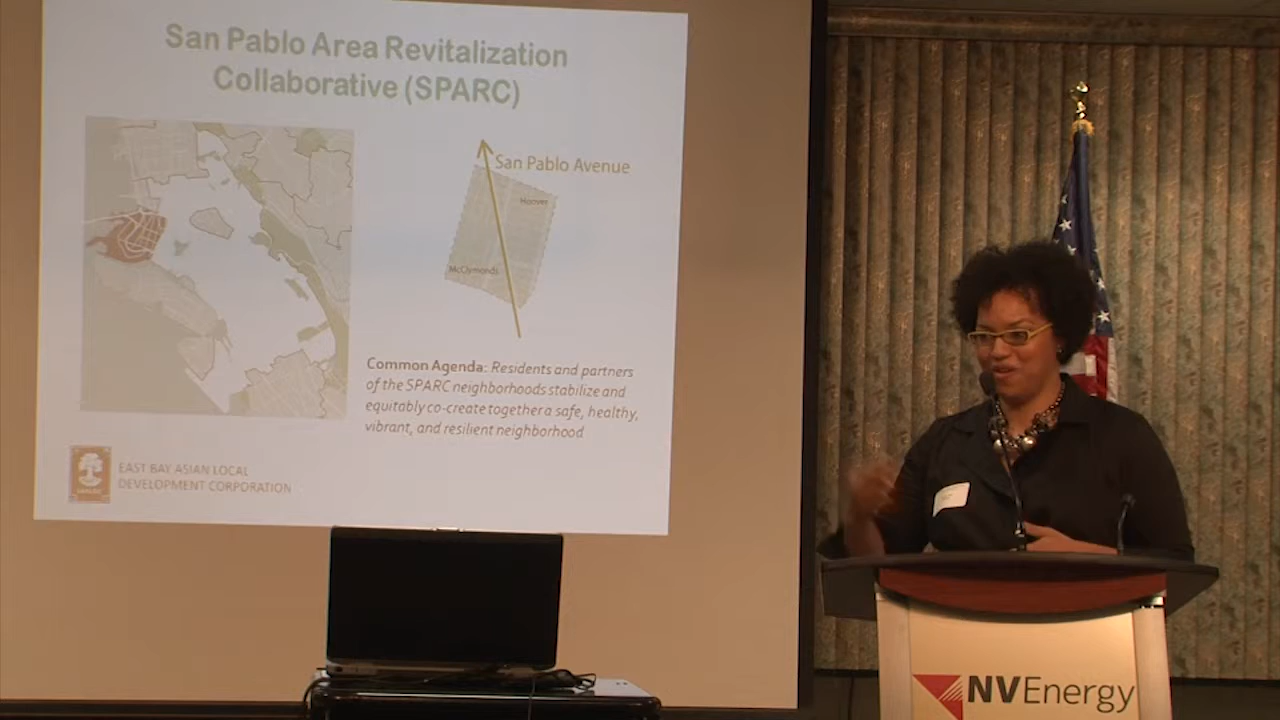 San Pablo Area Revitalization
Collaborative (SPARC)
San Pablo Avenue
Hoover
McClymonds
Common Agenda: Residents and partners
of the SPARC neighborhoods stabilize and
equitably co-create together a safe, healthy,
vibrant, and resilient neighborhood
EAST BAY ASIAN LOCAL
DEVELOPMENT CORPORATION
NVEnergy